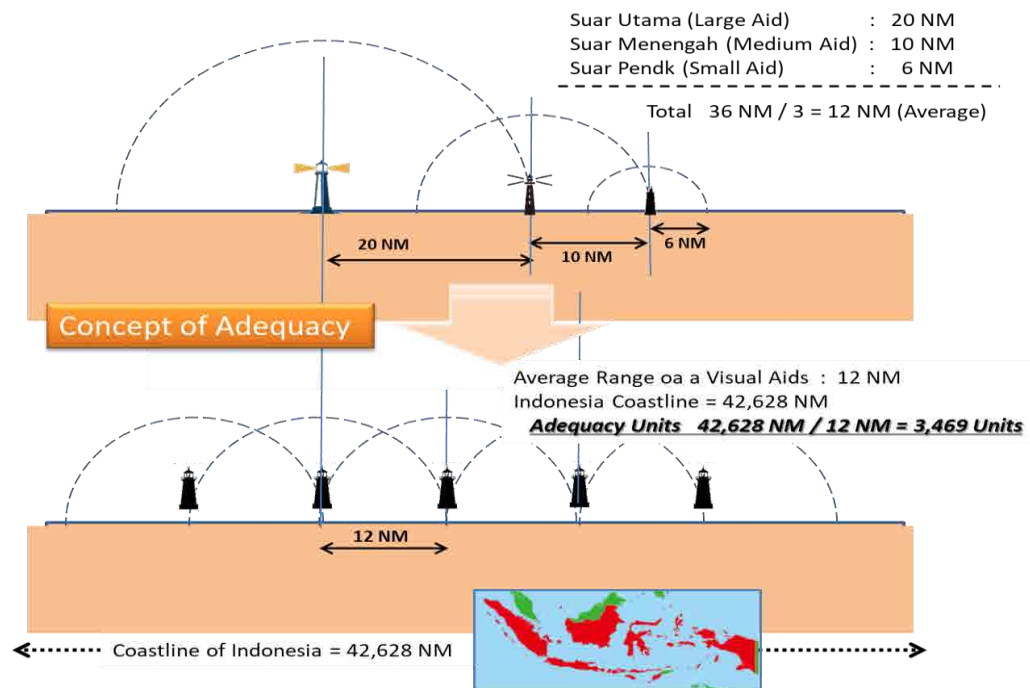 Suar Utama (Large Aid) : 20 NM
Suar Menengah (Medium Aid) : 10 NM
Suar Pendk (Small Aid) : 6 NM
Total 36 NM / 3 = 12 NM (Average)
20 NM
10 NM
6 NM
Concept of Adequacy
Average Range oa a Visual Aids : 12 NM
Indonesia Coastline = 42,628 NM
Adequacy Units 42,628 NM / 12 NM = 3,469 Units
12 NM
Coastline of Indonesia = 42,628 NM